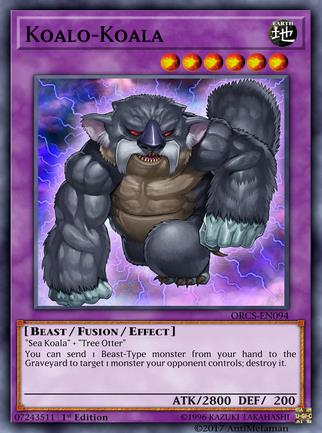 Koalo-Koala
EARTH
地
ORCS-EN094
[Beast / Fusion / Effect]
"Sea Koala" + "Tree Otter"
You can send 1 Beast-Type monster from your hand to the
Graveyard to target 1 monster your opponent controls; destroy it.
ATK/2800 DEF/ 200
07243511 1st Edition ©1996 KAZUKI TAKAHASHI
©2017 AntiMetaman